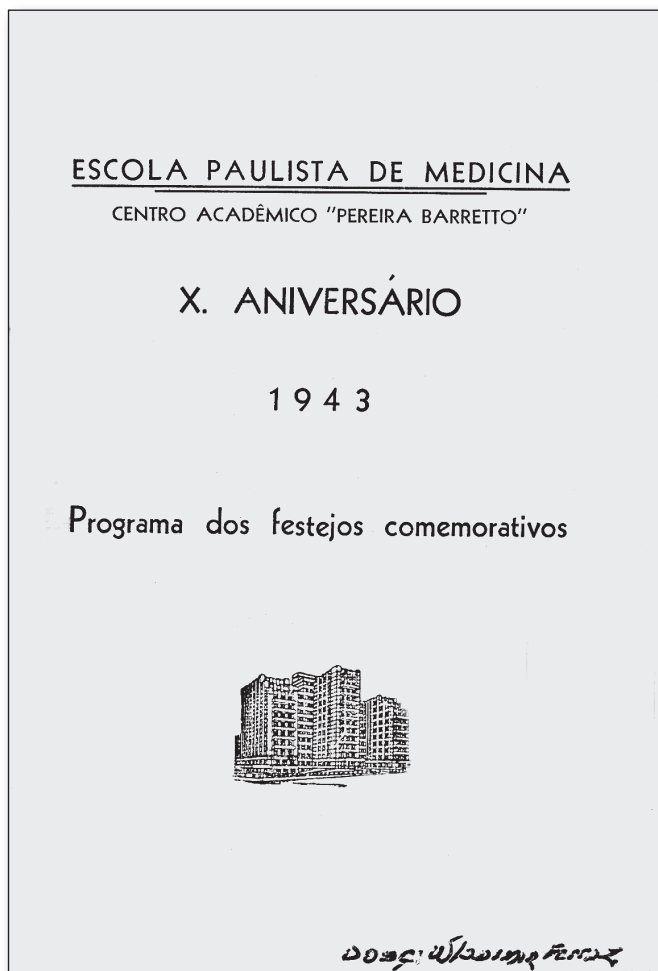 ESCOLA PAULISTA DE MEDICINA
CENTRO ACADÊMICO "PEREIRA BARRETTO"
X. ANIVERSÁRIO
1943
Programa dos festejos comemorativos